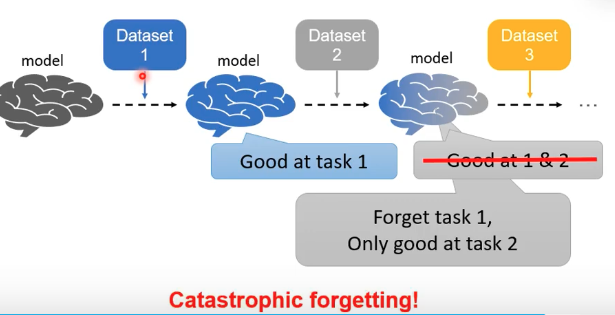 Dataset
1
Dataset
2
Dataset
3
model
model
model
...
Good at task 1
Good at 1 & 2
Forget task 1,
Only good at task 2
Catastrophic forgetting!